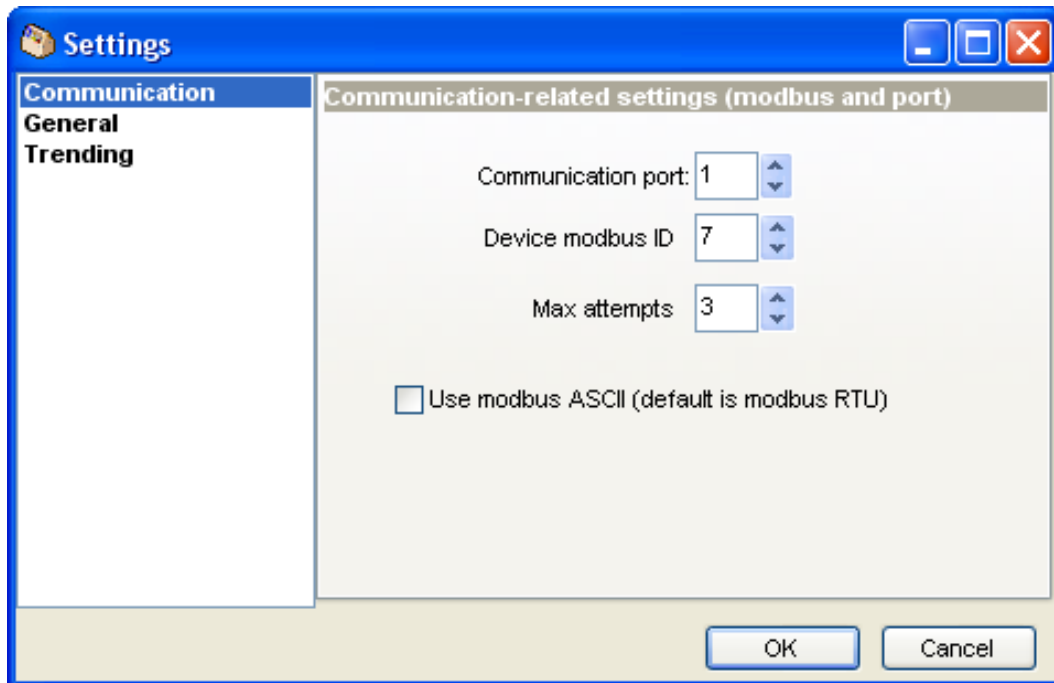 Settings
Communication
General
Trending
Communication-related settings (modbus and port)
Communication port: 1
Device modbus ID 7
Max attempts 3
Use modbus ASCII (default is modbus RTU)
OK Cancel